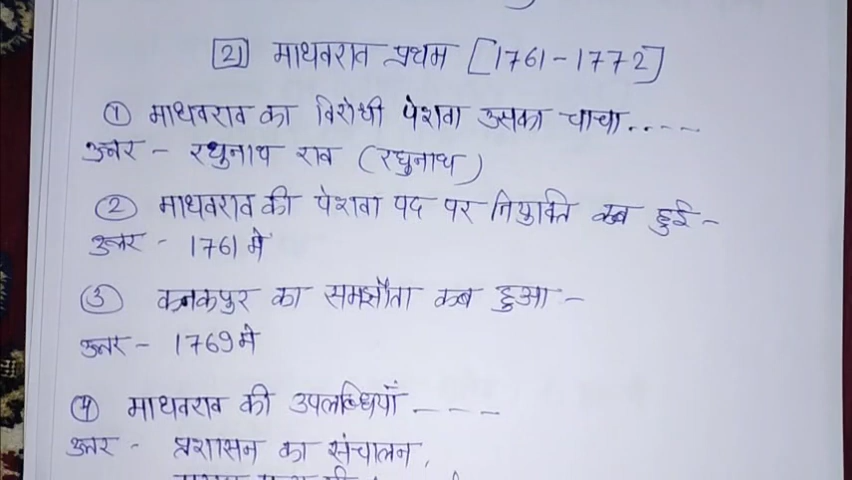 [2] माधवराव प्रथम [1761-1772]
① माधवराव का विरोधी पेशवा उसका चाचा.....
उत्तर - रघुनाथ राव (रघुनाथ)
② माधवराव की पेशवा पद पर नियुक्ति कब हुई -
उत्तर - 1761 मे
③ कनकपुर का समझौता कब हुआ -
उत्तर - 1769 मे
④ माधवराव की उपलब्धियाँ ----
उत्तर - प्रशासन का संचालन,